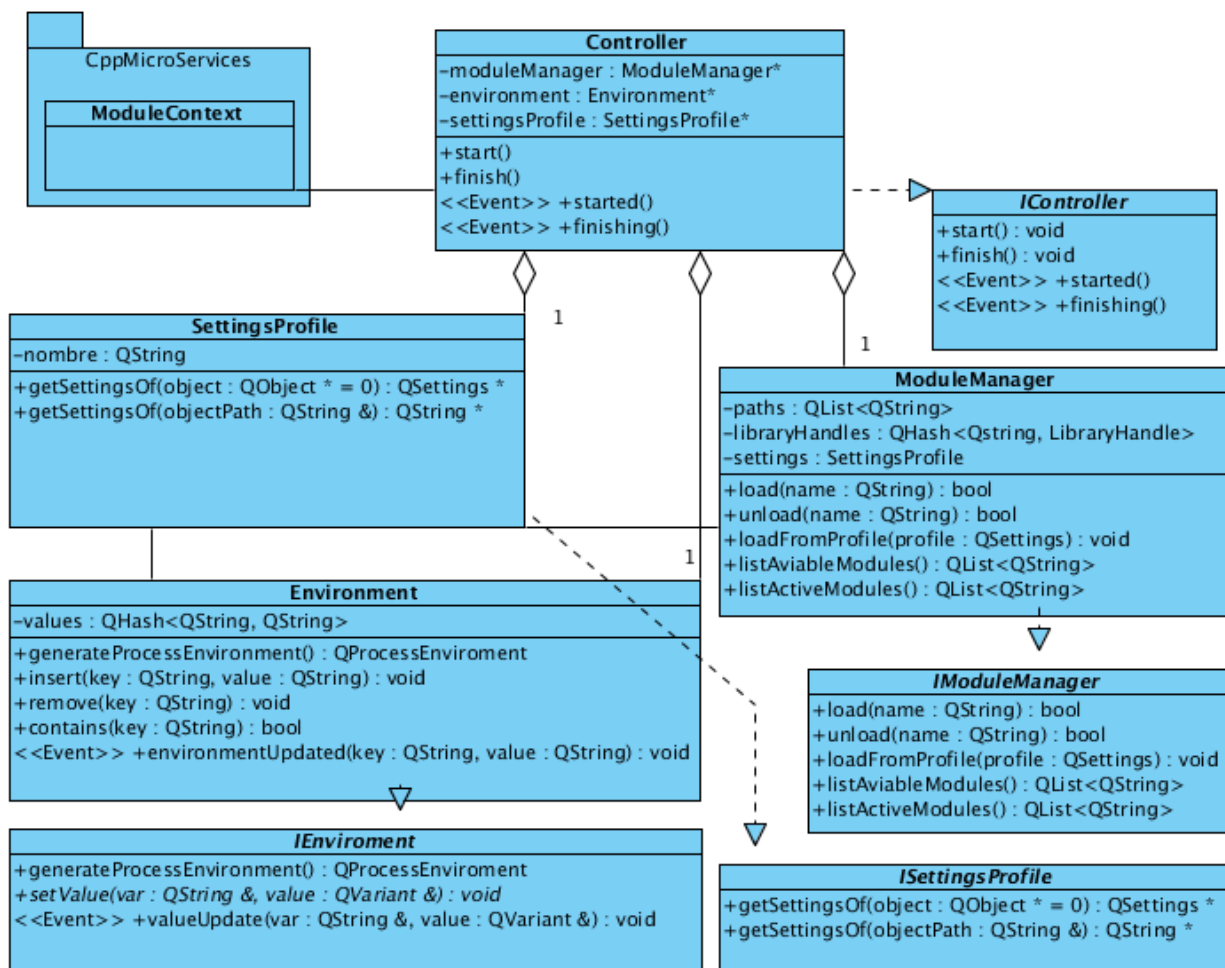 CppMicroServices
ModuleContext
Controller
-moduleManager : ModuleManager*
-environment : Environment*
-settingsProfile : SettingsProfile*
+start()
+finish()
<<Event>> +started()
<<Event>> +finishing()
IController
+start() : void
+finish() : void
<<Event>> +started()
<<Event>> +finishing()
1
1
1
SettingsProfile
-nombre : QString
+getSettingsOf(object : QObject * = 0) : QSettings *
+getSettingsOf(objectPath : QString &) : QString *
ModuleManager
-paths : QList<QString>
-libraryHandles : QHash<Qstring, LibraryHandle>
-settings : SettingsProfile
+load(name : QString) : bool
+unload(name : QString) : bool
+loadFromProfile(profile : QSettings) : void
+listAviableModules() : QList<QString>
+listActiveModules() : QList<QString>
Environment
-values : QHash<QString, QString>
+generateProcessEnvironment() : QProcessEnviroment
+insert(key : QString, value : QString) : void
+remove(key : QString) : void
+contains(key : QString) : bool
<<Event>> +environmentUpdated(key : QString, value : QString) : void
IModuleManager
+load(name : QString) : bool
+unload(name : QString) : bool
+loadFromProfile(profile : QSettings) : void
+listAviableModules() : QList<QString>
+listActiveModules() : QList<QString>
IEnviroment
+generateProcessEnvironment() : QProcessEnviroment
+setValue(var : QString &, value : QVariant &) : void
<<Event>> +valueUpdate(var : QString &, value : QVariant &) : void
ISettingsProfile
+getSettingsOf(object : QObject * = 0) : QSettings *
+getSettingsOf(objectPath : QString &) : QString *